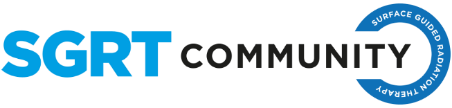 SGRT COMMUNITY
SURFACE GUIDED RADIATION THERAPY